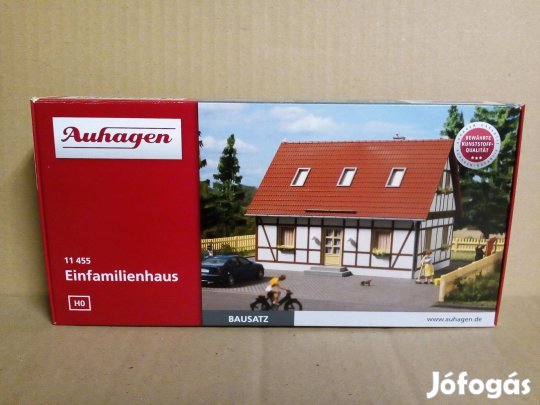 Auhagen
BEWÄHRTE
KUNSTSTOFF-
QUALITÄT
11 455
Einfamilienhaus
H0
BAUSATZ
www.auhagen.de
Jófogás